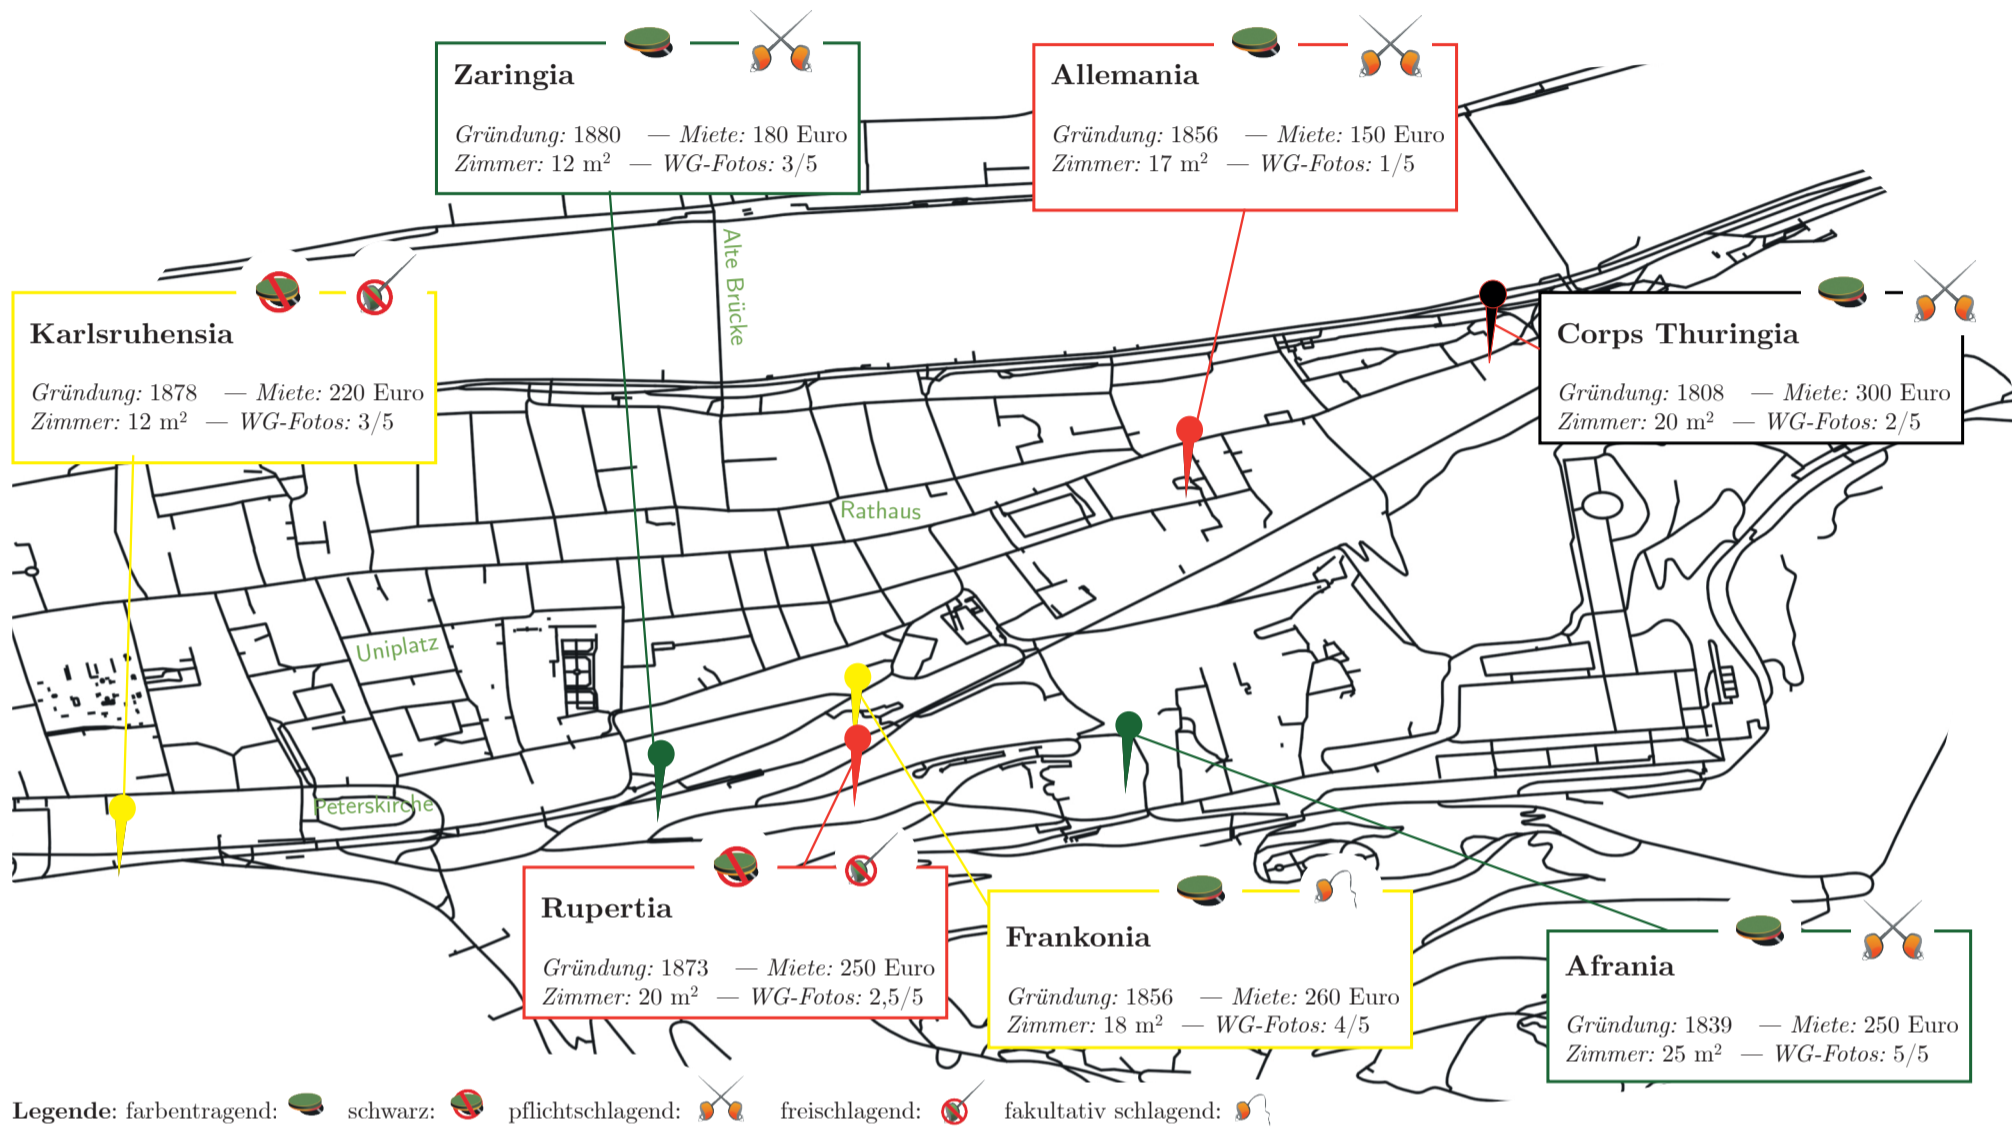 Zaringia
Gründung: 1880 — Miete: 180 Euro
Zimmer: 12 m² — WG-Fotos: 3/5
Allemania
Gründung: 1856 — Miete: 150 Euro
Zimmer: 17 m² — WG-Fotos: 1/5
Alte Brücke
Karlsruhensia
Gründung: 1878 — Miete: 220 Euro
Zimmer: 12 m² — WG-Fotos: 3/5
Corps Thuringia
Gründung: 1808 — Miete: 300 Euro
Zimmer: 20 m² — WG-Fotos: 2/5
Rathaus
Uniplatz
Peterskirche
Rupertia
Gründung: 1873 — Miete: 250 Euro
Zimmer: 20 m² — WG-Fotos: 2,5/5
Frankonia
Gründung: 1856 — Miete: 260 Euro
Zimmer: 18 m² — WG-Fotos: 4/5
Afrania
Gründung: 1839 — Miete: 250 Euro
Zimmer: 25 m² — WG-Fotos: 5/5
Legende: farbentragend: schwarz: pflichtschlagend: freischlagend: fakultativ schlagend: